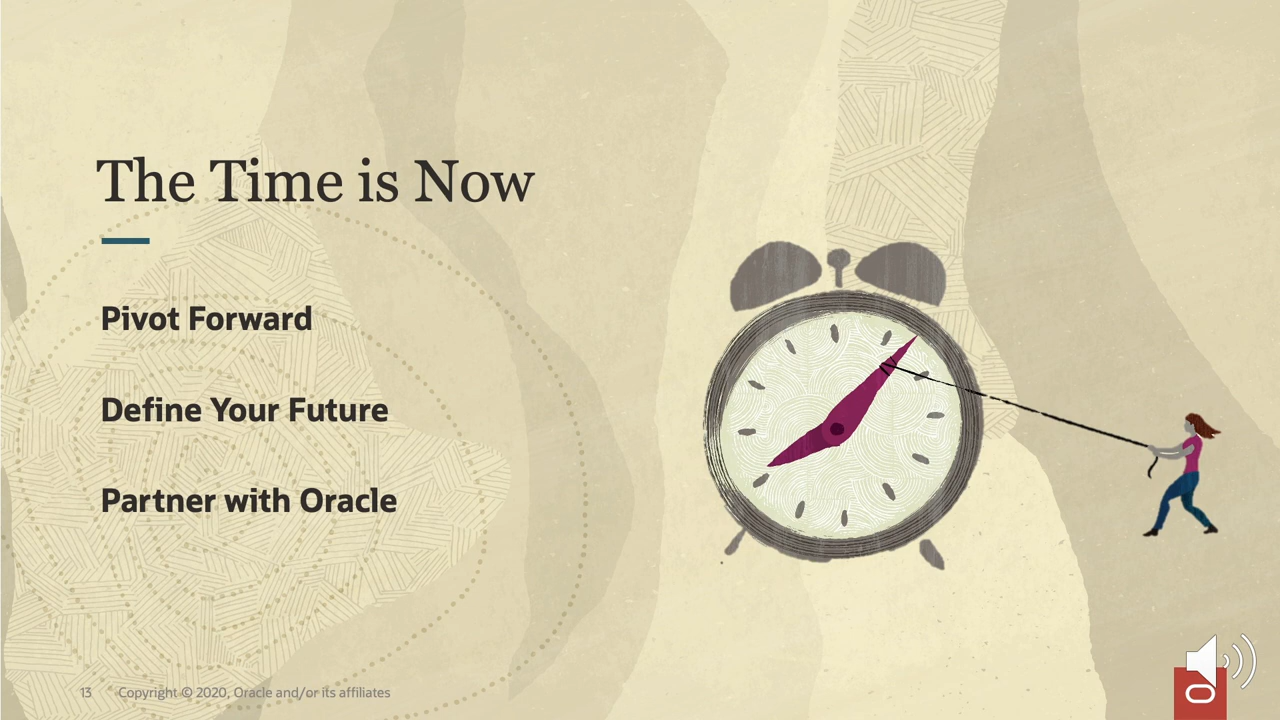 The Time is Now
Pivot Forward
Define Your Future
Partner with Oracle
13 Copyright © 2020, Oracle and/or its affiliates